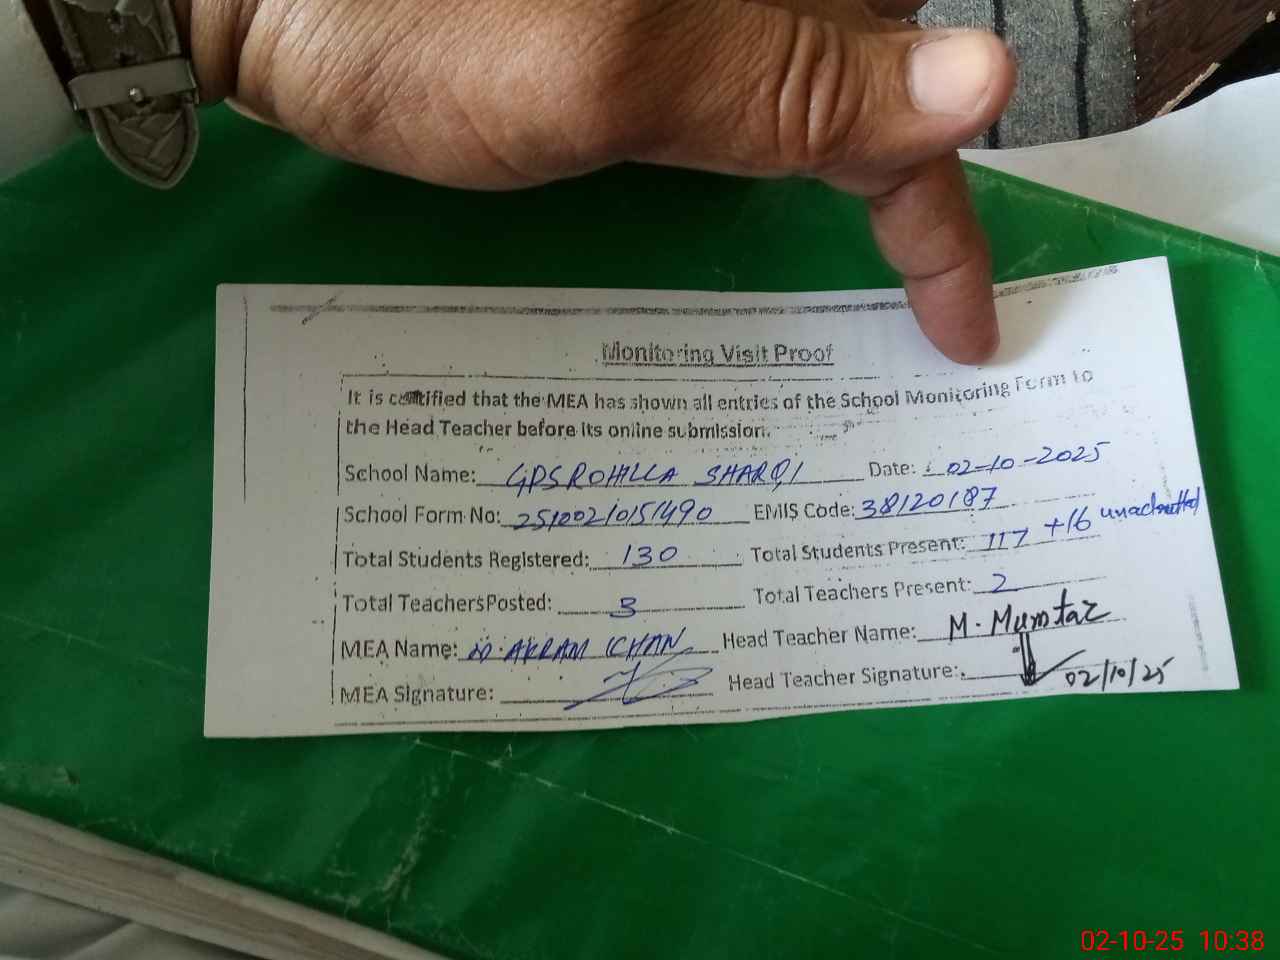 Monitoring Visit Proof
It is certified that the MEA has shown all entries of the School Monitoring Form to
the Head Teacher before its online submission.
School Name: GPS ROHILLA SHARQI Date: 02-10-2025
School Form No: 25100210151490 EMIS Code: 38120187
Total Students Registered: 130 Total Students Present: 117 +16 unadmitted
Total Teachers Posted: 3 Total Teachers Present: 2
MEA Name: M. AKRAM KHAN Head Teacher Name: M. Mumtaz
MEA Signature: Head Teacher Signature: 02/10/25
02-10-25 10:38